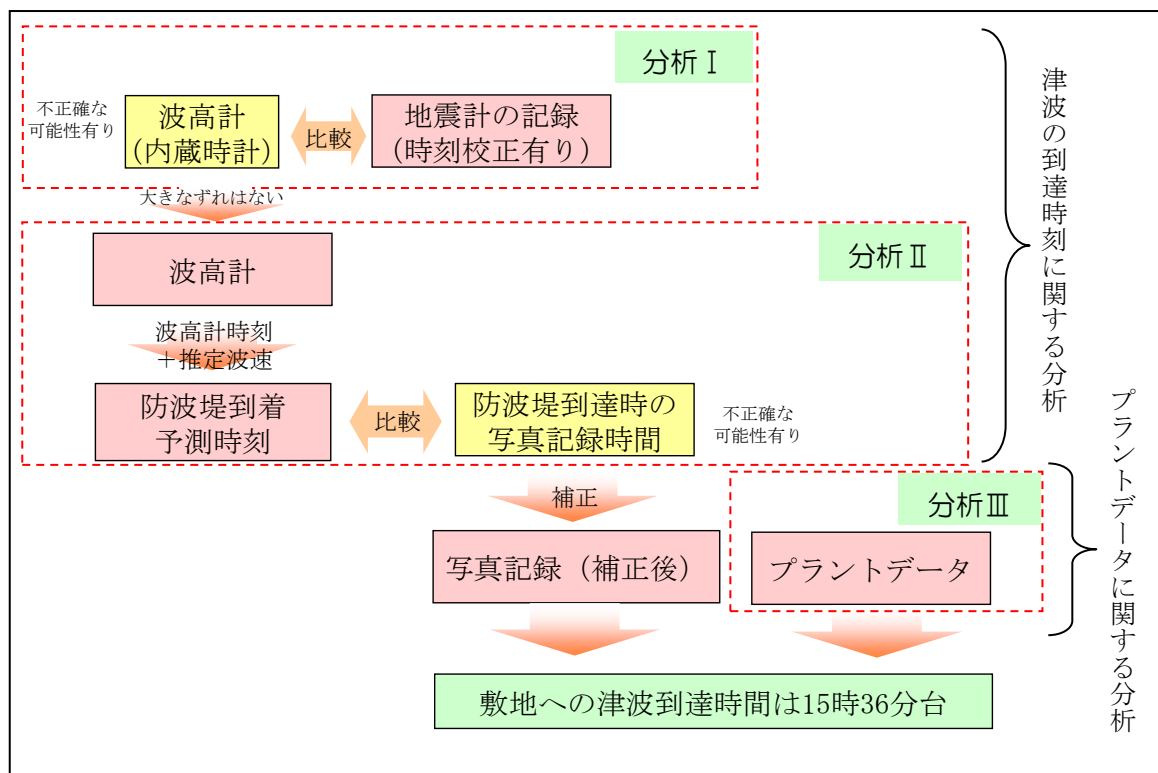 分析Ⅰ
不正確な
可能性有り
波高計
(内蔵時計)
比較
地震計の記録
(時刻校正有り)
大きなずれはない
分析Ⅱ
波高計
波高計時刻
＋推定波速
防波堤到着
予測時刻
比較
防波堤到達時の
写真記録時間
不正確な
可能性有り
補正
分析Ⅲ
写真記録（補正後）
プラントデータ
敷地への津波到達時間は15時36分台
津波の到達時刻に関する分析
プラントデータに関する分析